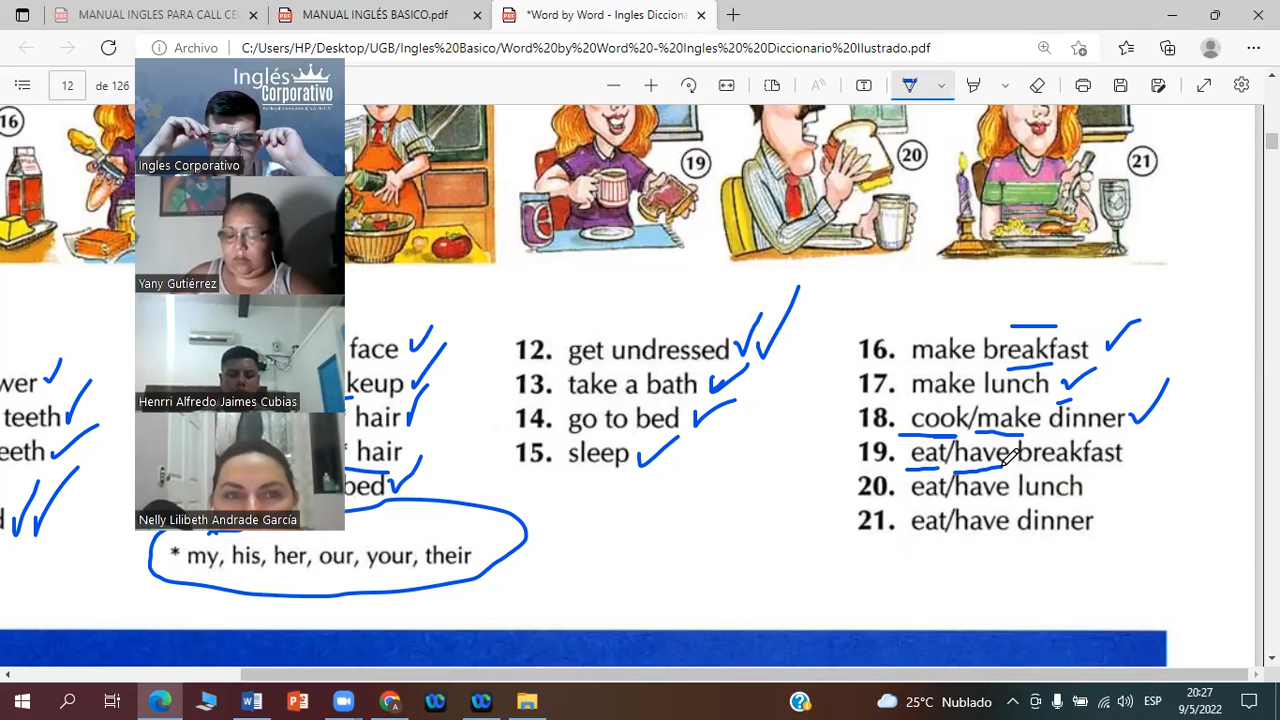 MANUAL INGLES PARA CALL CE
MANUAL INGLÉS BASICO.pdf
*Word by Word - Ingles Dicciona
Archivo
C:/Users/HP/Desktop/UGB/Ingles%20Basico/Word%20by%20Word%20-%20Ingles%20%20Diccionario%20Ilustrado.pdf
12 de 126
16
19
20
21
Inglés
Corporativo
Ingles Corporativo
Yany Gutiérrez
Henrri Alfredo Jaimes Cubias
Nelly Lilibeth Andrade García
wer
teeth
eeth
d
face
keup
* hair
* hair
bed
* my, his, her, our, your, their
12. get undressed
13. take a bath
14. go to bed
15. sleep
16. make breakfast
17. make lunch
18. cook/make dinner
19. eat/have breakfast
20. eat/have lunch
21. eat/have dinner
25°C Nublado
ESP
20:27
9/5/2022